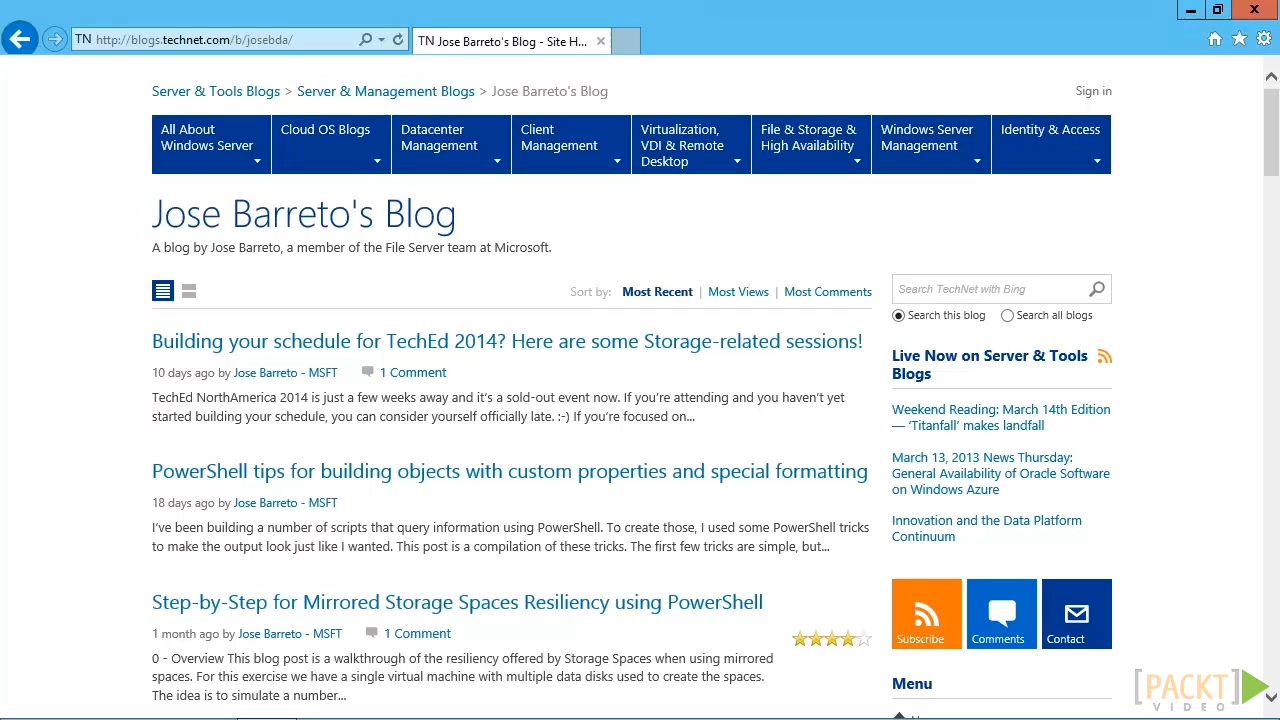 TN http://blogs.technet.com/b/josebda/
TN Jose Barreto's Blog - Site H...
Server & Tools Blogs > Server & Management Blogs > Jose Barreto's Blog
Sign in
All About
Windows Server
Cloud OS Blogs
Datacenter
Management
Client
Management
Virtualization,
VDI & Remote
Desktop
File & Storage &
High Availability
Windows Server
Management
Identity & Access
Jose Barreto's Blog
A blog by Jose Barreto, a member of the File Server team at Microsoft.
Sort by: Most Recent | Most Views | Most Comments
Building your schedule for TechEd 2014? Here are some Storage-related sessions!
10 days ago by Jose Barreto - MSFT 1 Comment
TechEd NorthAmerica 2014 is just a few weeks away and it's a sold-out event now. If you're attending and you haven't yet
started building your schedule, you can consider yourself officially late. :-) If you're focused on...
PowerShell tips for building objects with custom properties and special formatting
18 days ago by Jose Barreto - MSFT
I've been building a number of scripts that query information using PowerShell. To create those, I used some PowerShell tricks
to make the output look just like I wanted. This post is a compilation of these tricks. The first few tricks are simple, but...
Step-by-Step for Mirrored Storage Spaces Resiliency using PowerShell
1 month ago by Jose Barreto - MSFT 1 Comment
0 - Overview This blog post is a walkthrough of the resiliency offered by Storage Spaces when using mirrored
spaces. For this exercise we have a single virtual machine with multiple data disks used to create the spaces.
The idea is to simulate a number...
Search TechNet with Bing
Search this blog
Search all blogs
Live Now on Server & Tools
Blogs
Weekend Reading: March 14th Edition
— 'Titanfall' makes landfall
March 13, 2013 News Thursday:
General Availability of Oracle Software
on Windows Azure
Innovation and the Data Platform
Continuum
Subscribe
Comments
Contact
Menu
[PACKT]
VIDEO